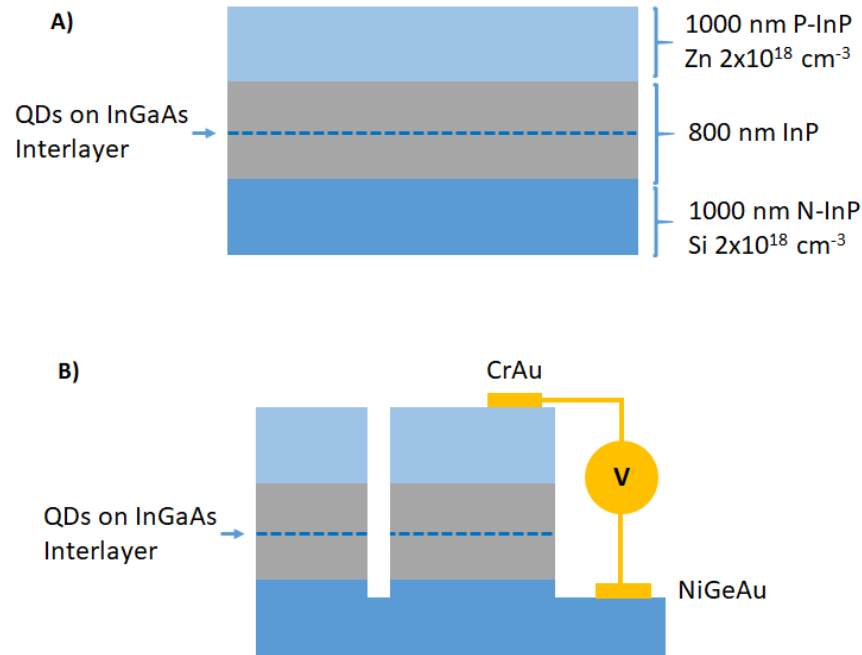 A)
1000 nm P-InP
Zn 2x10¹⁸ cm⁻³
QDs on InGaAs
Interlayer
800 nm InP
1000 nm N-InP
Si 2x10¹⁸ cm⁻³
B)
CrAu
V
QDs on InGaAs
Interlayer
NiGeAu